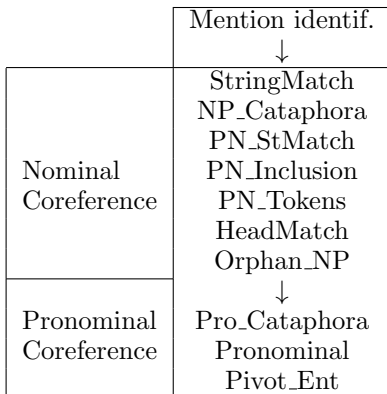 Mention identif.
↓
StringMatch
NP_Cataphora
PN_StMatch
Nominal PN_Inclusion
Coreference PN_Tokens
HeadMatch
Orphan_NP
↓
Pronominal Pro_Cataphora
Coreference Pronominal
Pivot_Ent